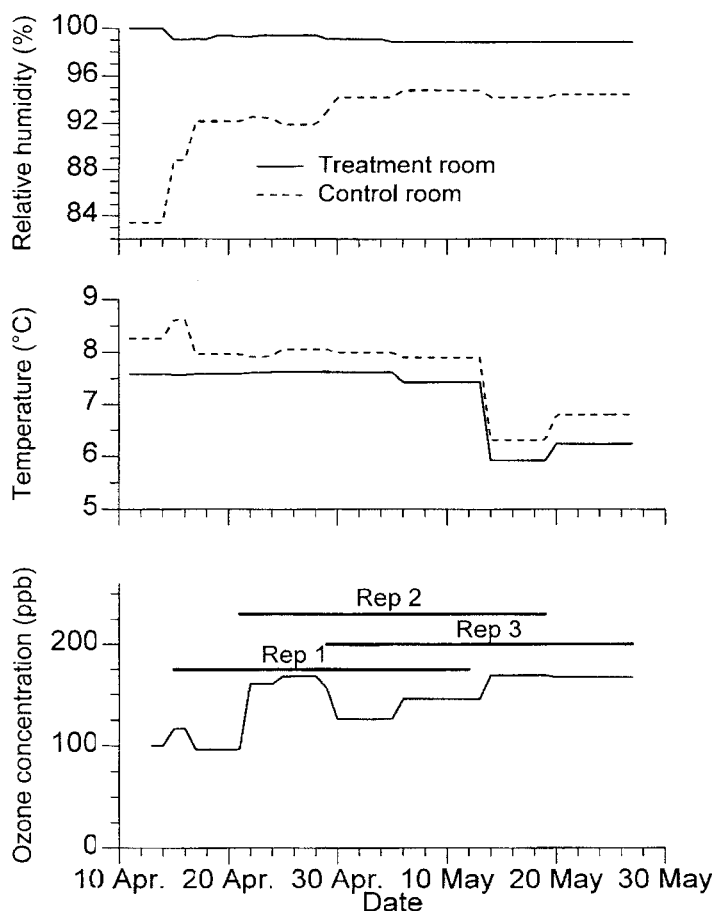 Relative humidity (%)
100
96
92
88
84
Treatment room
Control room
Temperature (°C)
9
8
7
6
5
Ozone concentration (ppb)
200
100
0
Rep 2
Rep 3
Rep 1
10 Apr. 20 Apr. 30 Apr. 10 May 20 May 30 May
Date